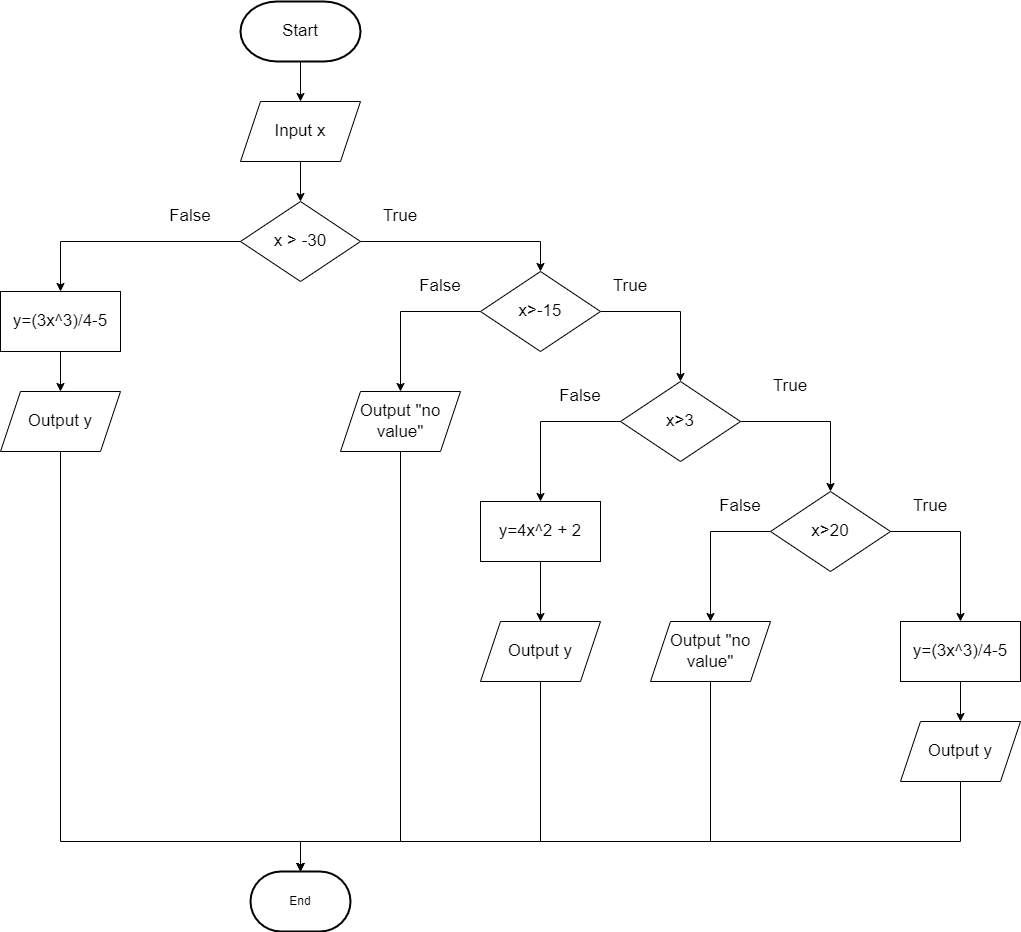 Start
Input x
False
True
x > -30
False
True
x>-15
y=(3x^3)/4-5
False
True
Output y
Output "no
value"
x>3
False
True
y=4x^2 + 2
x>20
Output y
Output "no
value"
y=(3x^3)/4-5
Output y
End